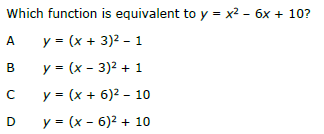 Which function is equivalent to y = x² – 6x + 10?
A y = (x + 3)² – 1
B y = (x – 3)² + 1
C y = (x + 6)² – 10
D y = (x – 6)² + 10